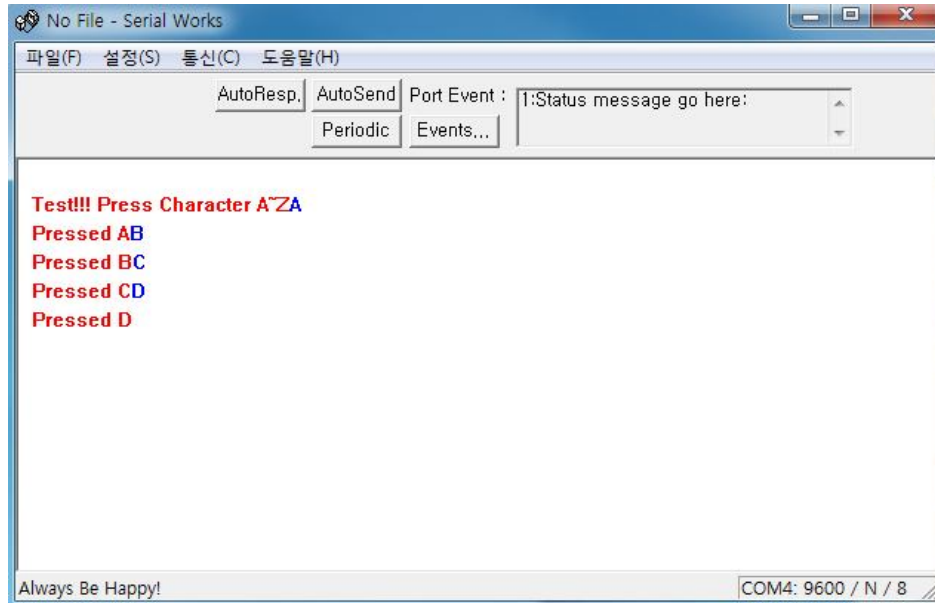 No File - Serial Works
파일(F) 설정(S) 통신(C) 도움말(H)
AutoResp. AutoSend Port Event : 1:Status message go here:
Periodic Events...
Test!!! Press Character A~ZA
Pressed AB
Pressed BC
Pressed CD
Pressed D
Always Be Happy! COM4: 9600 / N / 8